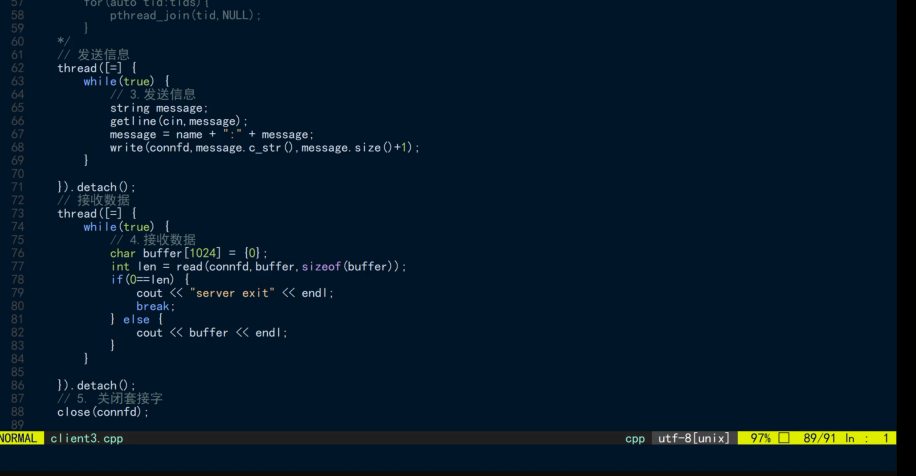 57         for(auto tid:tids){
58             pthread_join(tid,NULL);
59         }
60     */
61     // 发送信息
62     thread([=] {
63         while(true) {
64             // 3.发送信息
65             string message;
66             getline(cin,message);
67             message = name + ":" + message;
68             write(connfd,message.c_str(),message.size()+1);
69         }
70
71     }).detach();
72     // 接收数据
73     thread([=] {
74         while(true) {
75             // 4.接收数据
76             char buffer[1024] = {0};
77             int len = read(connfd,buffer,sizeof(buffer));
78             if(0==len) {
79                 cout << "server exit" << endl;
80                 break;
81             } else {
82                 cout << buffer << endl;
83             }
84         }
85
86     }).detach();
87     // 5. 关闭套接字
88     close(connfd);
89
NORMAL client3.cpp cpp utf-8[unix] 97% 89/91 ln : 1